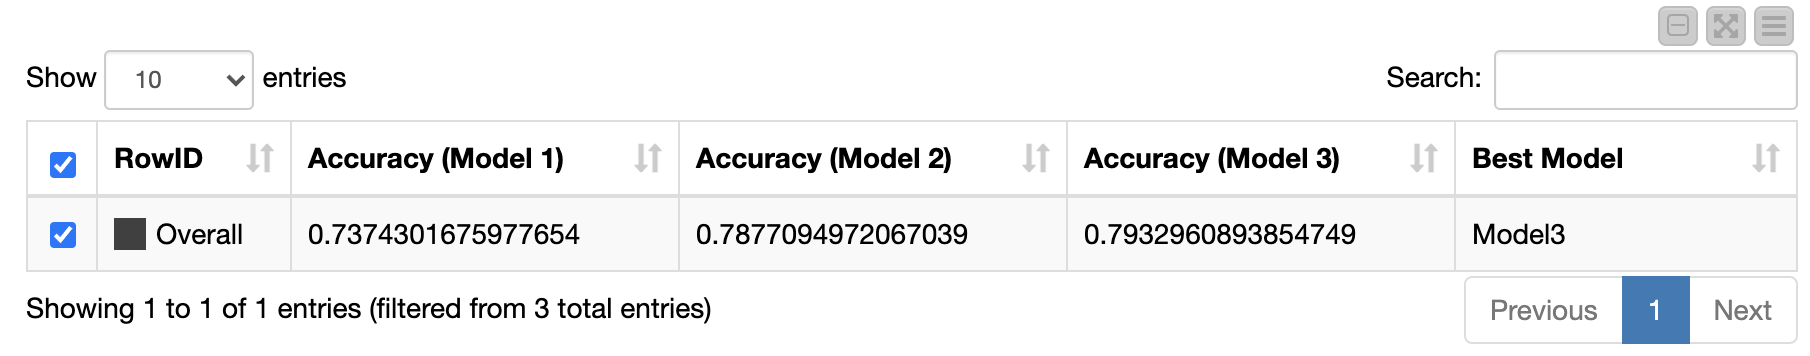 Show 10 entries Search:
RowID Accuracy (Model 1) Accuracy (Model 2) Accuracy (Model 3) Best Model
Overall 0.7374301675977654 0.7877094972067039 0.7932960893854749 Model3
Showing 1 to 1 of 1 entries (filtered from 3 total entries) Previous 1 Next